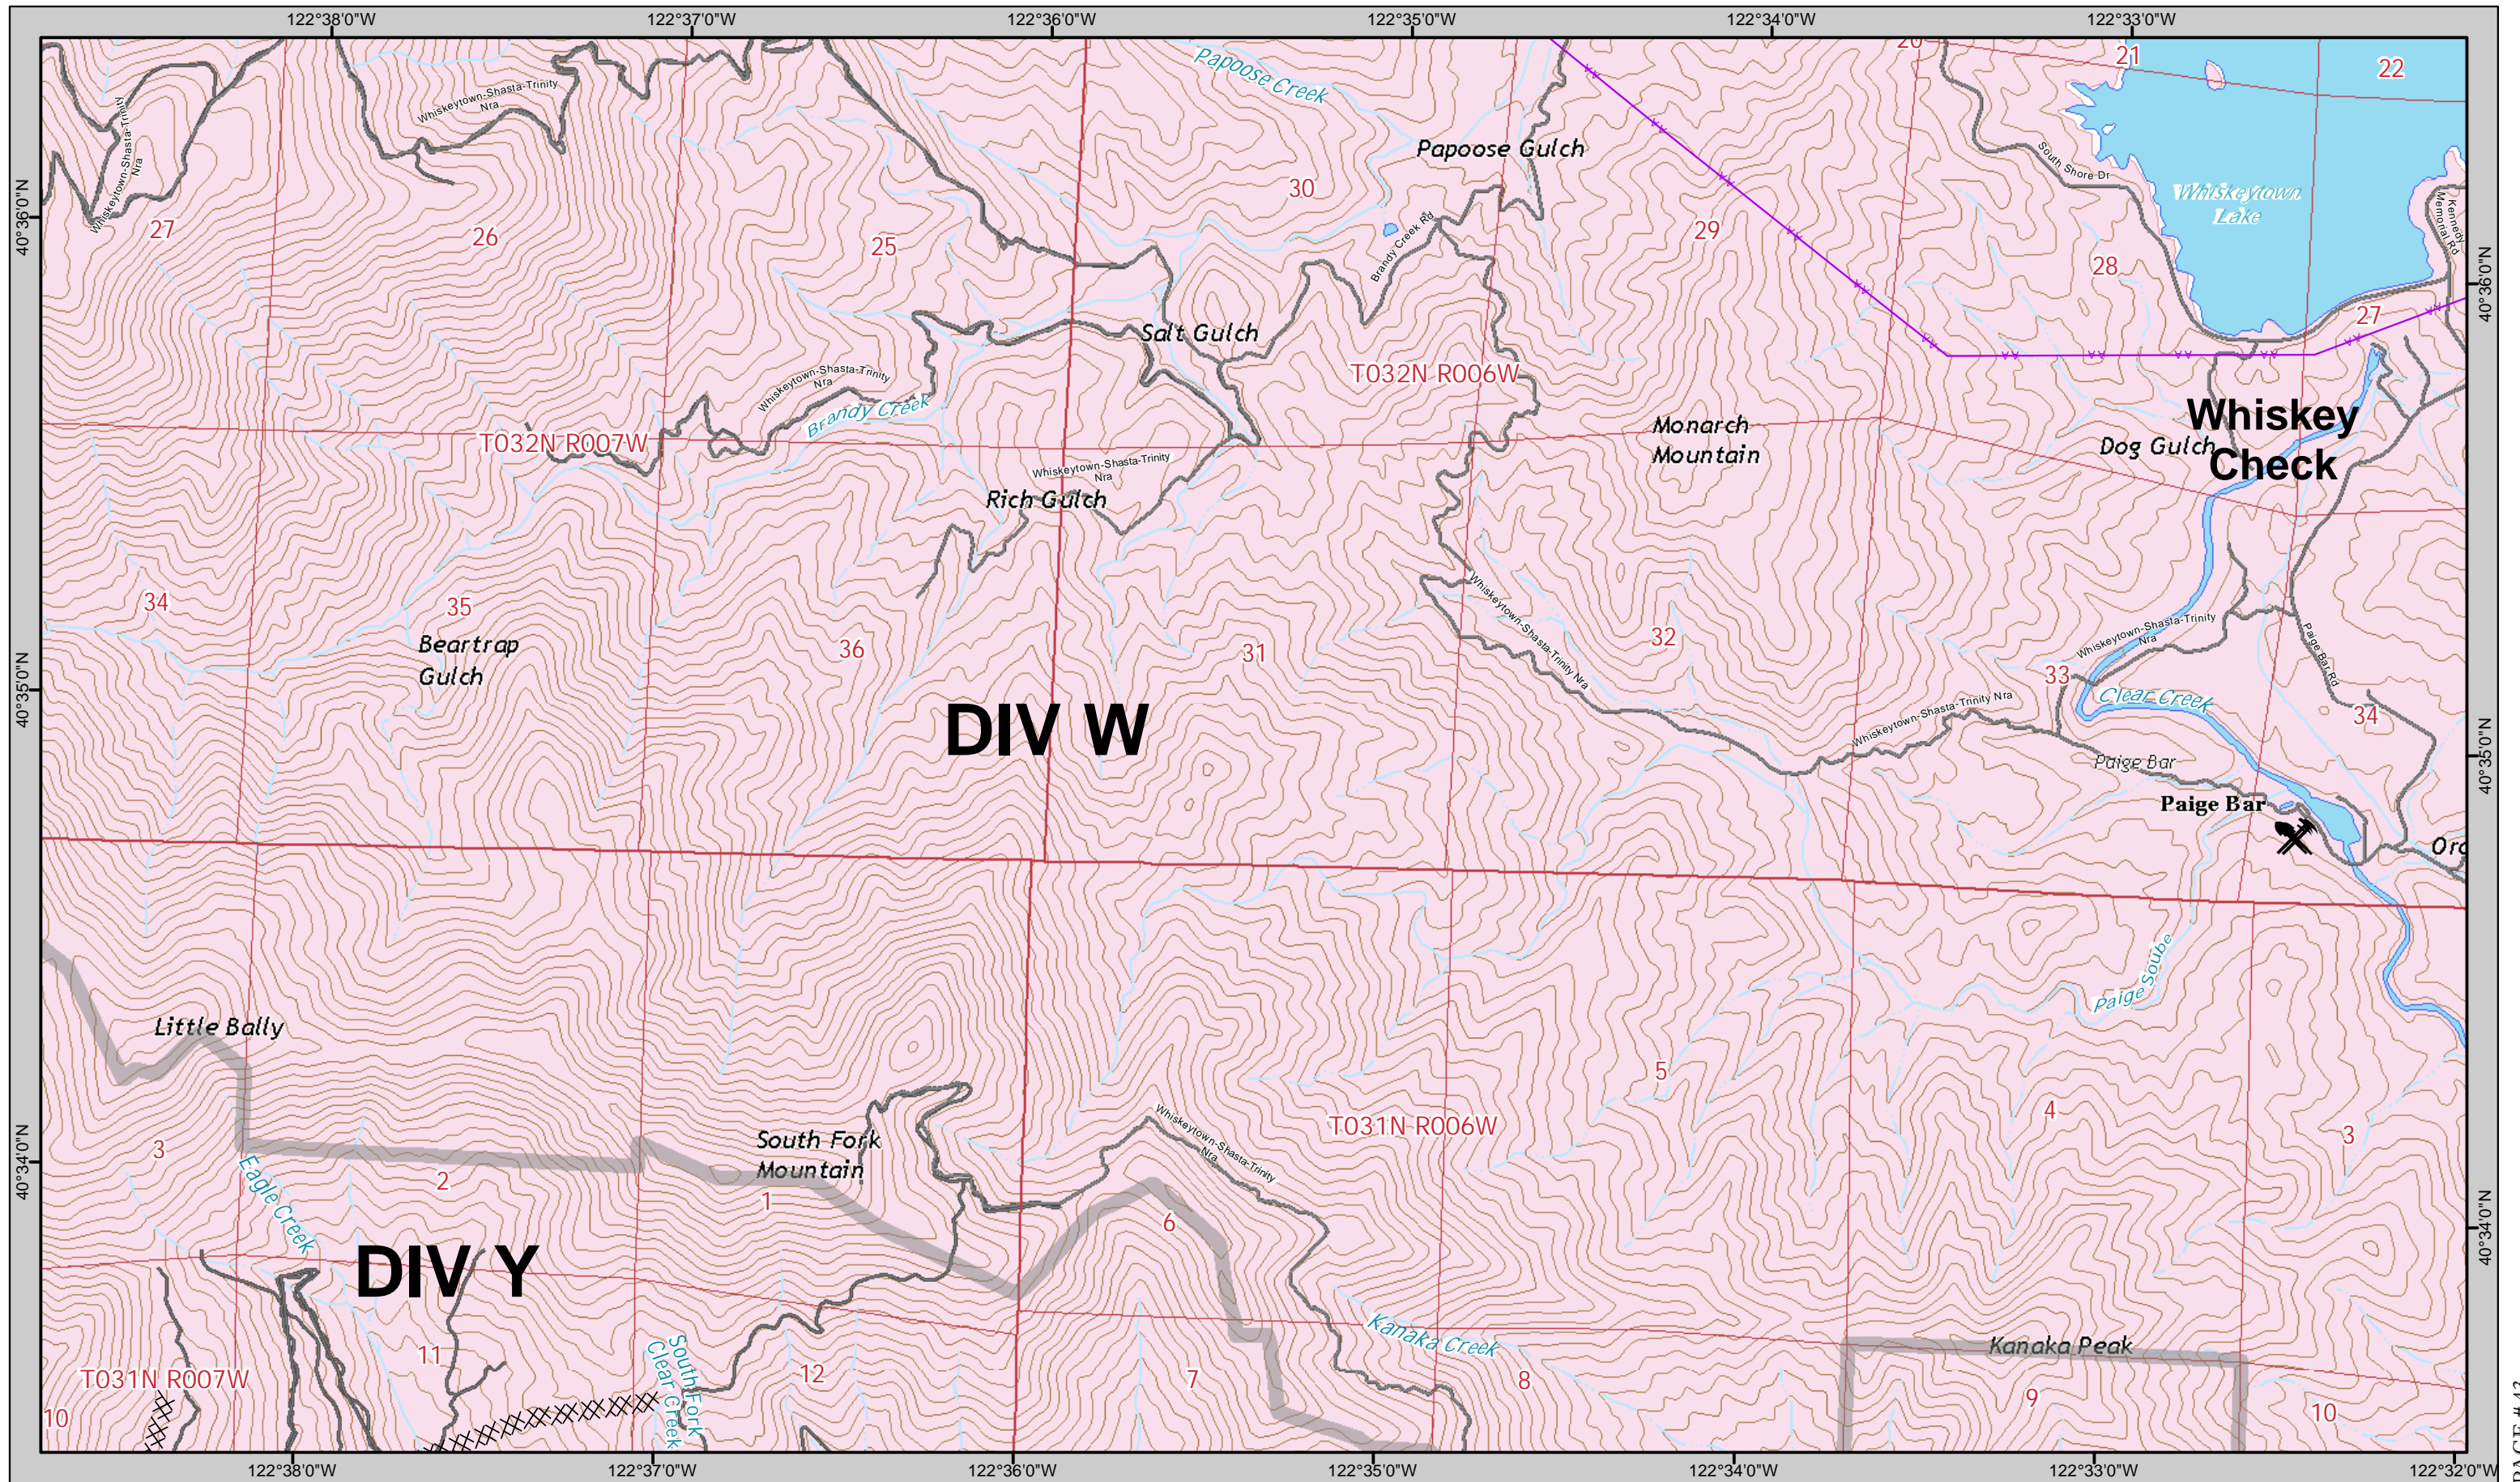 122°38'0"W 122°37'0"W 122°36'0"W 122°35'0"W 122°34'0"W 122°33'0"W
20
21
22
Papoose Creek
Whiskeytown-Shasta-Trinity
Nra
Whiskeytown-Shasta-Trinity
Nra
Papoose Gulch
South Shore Dr
30
Whiskeytown
Lake
Kennedy
Memorial Rd
40°36'0"N
27
26
25
29
Brandy Creek Rd
28
40°36'0"N
27
Salt Gulch
T032N R006W
Whiskeytown-Shasta-Trinity
Nra
Brandy Creek
Whiskey
Check
Monarch
Mountain
Dog Gulch
T032N R007W
Whiskeytown-Shasta-Trinity
Nra
Rich Gulch
34
35
Beartrap
Gulch
36
31
Whiskeytown-Shasta-Trinity Nra
32
Whiskeytown-Shasta-Trinity
Nra
Paige Bar Rd
33
40°35'0"N
Clear Creek
Whiskeytown-Shasta-Trinity Nra
34
DIV W
40°35'0"N
Paige Bar
Paige Bar
Paige Soube
Little Bally
5
4
3
T031N R006W
South Fork
Mountain
Whiskeytown-Shasta-Trinity
Nra
40°34'0"N
3
2
1
6
40°34'0"N
Eagle Creek
DIV Y
Kanaka Creek
Kanaka Peak
11
South Fork
Clear Creek
12
7
8
9
10
T031N R007W
10
122°38'0"W 122°37'0"W 122°36'0"W 122°35'0"W 122°34'0"W 122°33'0"W 122°32'0"W